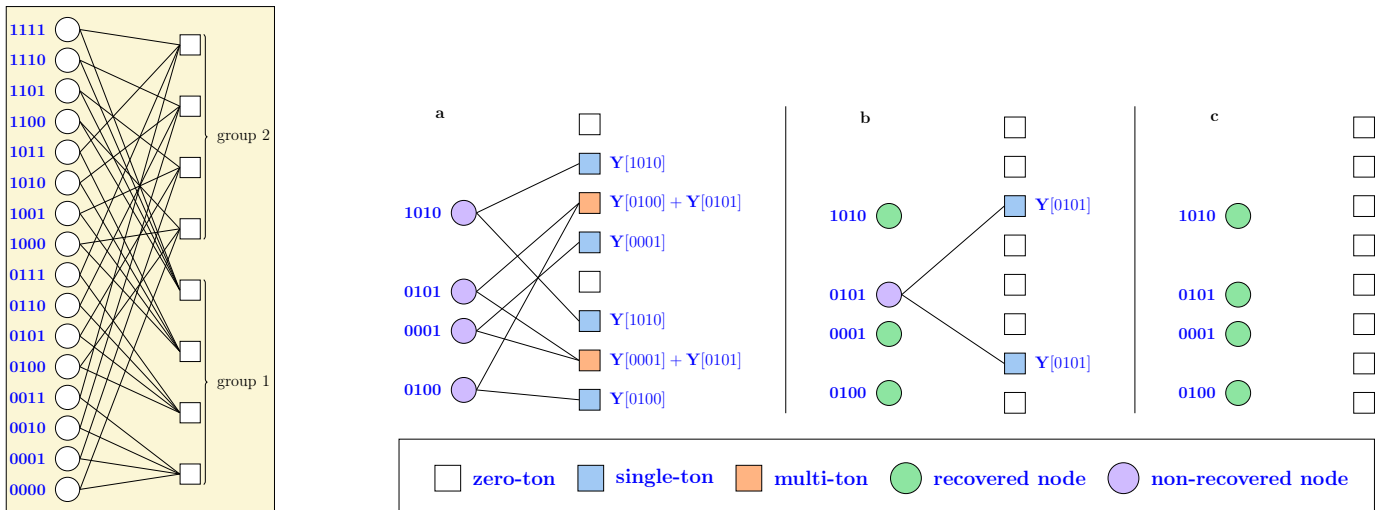 1111
1110
1101
1100
1011
1010
1001
1000
0111
0110
0101
0100
0011
0010
0001
0000
group 2
group 1
a
1010
0101
0001
0100
Y[1010]
Y[0100] + Y[0101]
Y[0001]
Y[1010]
Y[0001] + Y[0101]
Y[0100]
b
1010
0101
0001
0100
Y[0101]
Y[0101]
c
1010
0101
0001
0100
zero-ton single-ton multi-ton recovered node non-recovered node